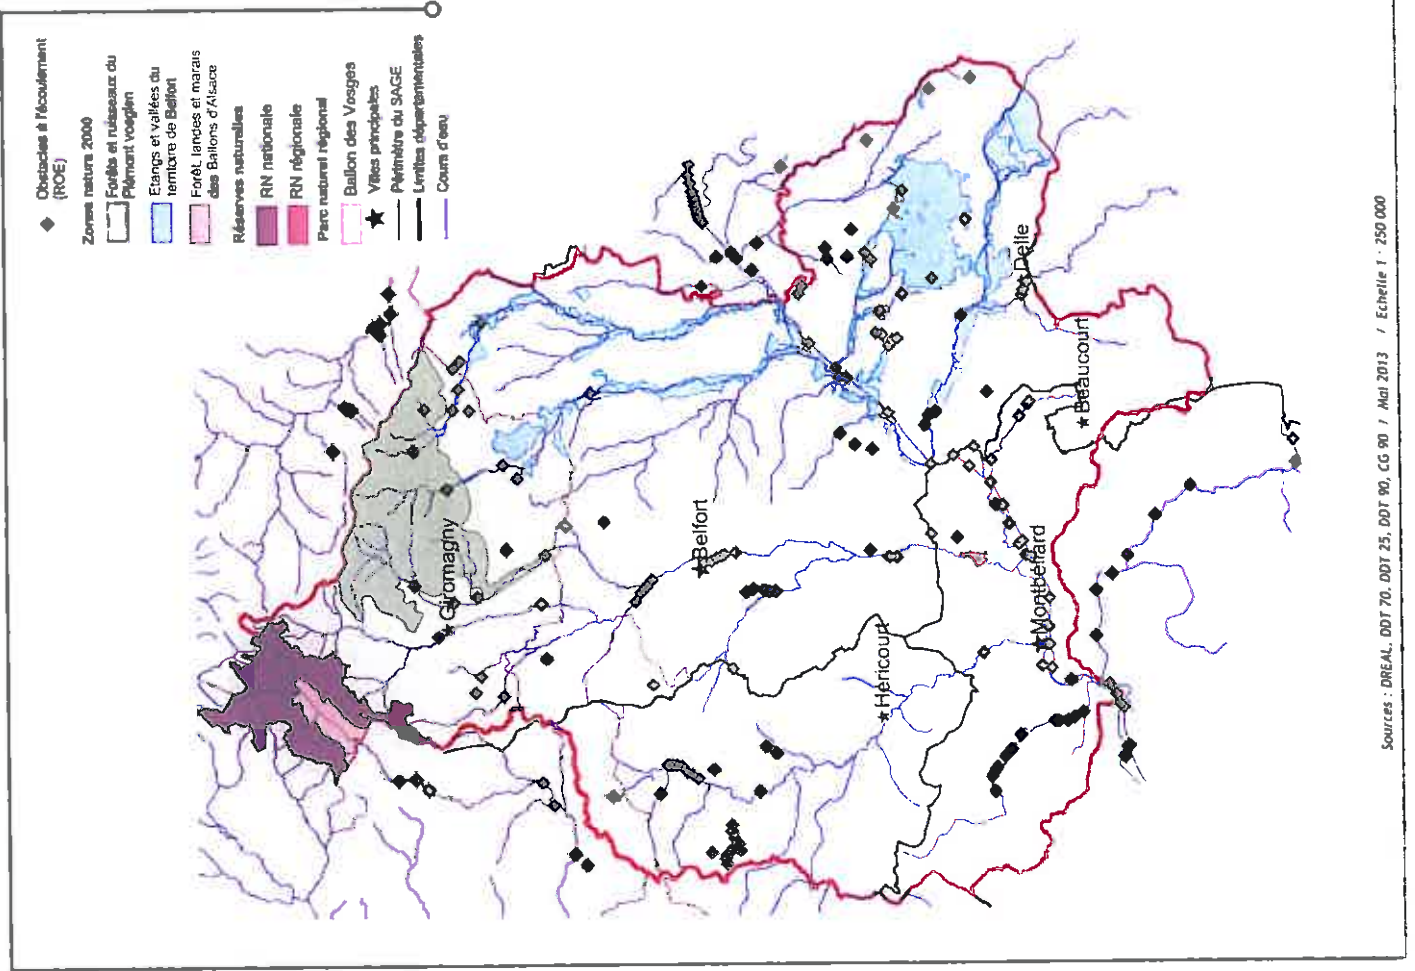 Obstacles à l'écoulement
(ROE)
Zones natura 2000
Forêts et ruisseaux du
Piémont vosgien
Etangs et vallées du
territoire de Belfort
Forêt, landes et marais
des Ballons d'Alsace
Réserves naturelles
RN nationale
RN régionale
Parc naturel régional
Ballon des Vosges
Villes principales
Périmètre du SAGE
Limites départementales
Cours d'eau
Giromagny
Belfort
Héricourt
Montbéliard
Delle
Beaucourt
Sources : DREAL, DDT 70, DDT 25, DDT 90, CG 90 / Mai 2013 / Echelle 1 : 250 000